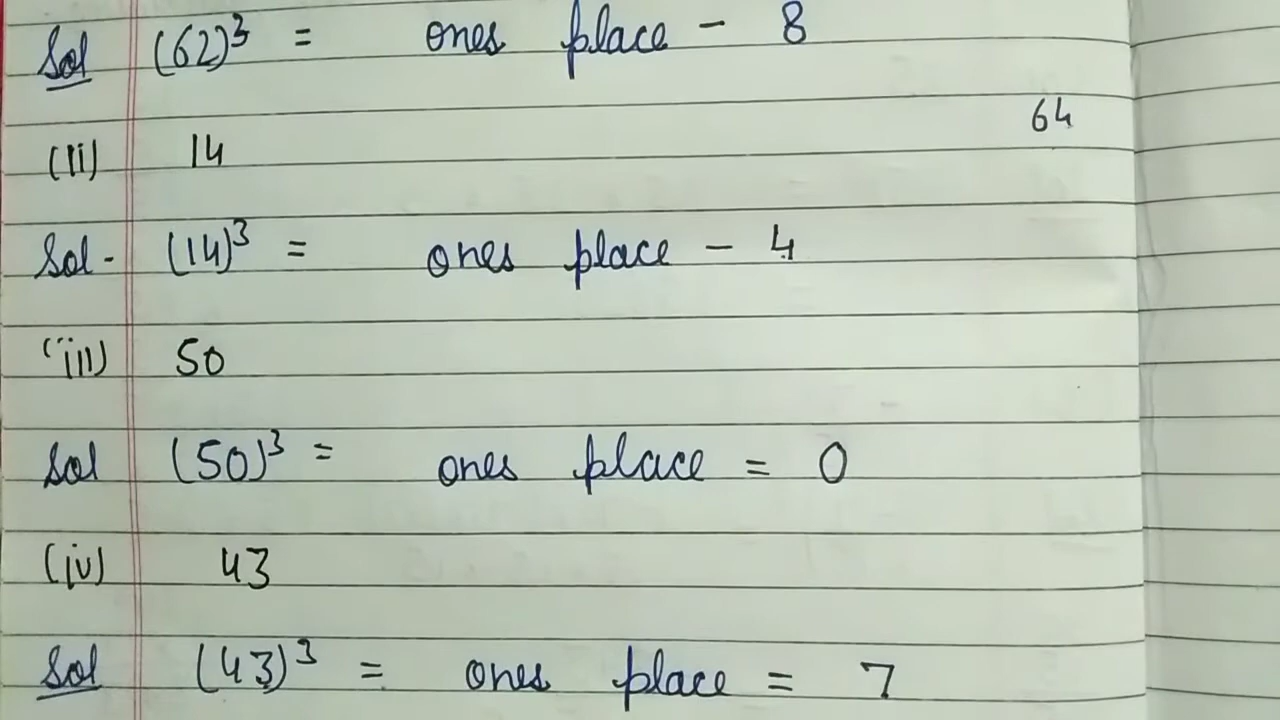 Sol (62)³ = ones place - 8
64
(ii) 14
Sol- (14)³ = ones place - 4
(iii) 50
Sol (50)³ = ones place = 0
(iv) 43
Sol (43)³ = ones place = 7